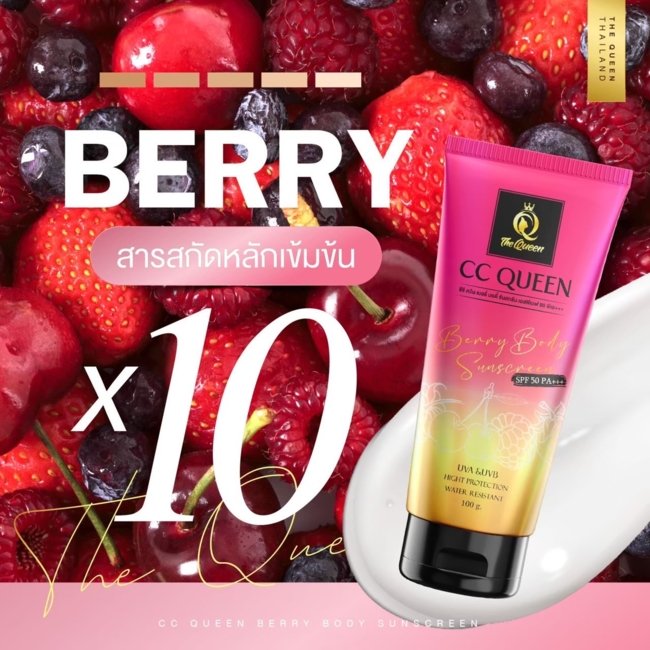 THE QUEEN
THAILAND
BERRY
สารสกัดหลักเข้มข้น
x10
The Queen
CC QUEEN
Berry Body
Sunscreen
SPF 50 PA+++
UVA &UVB
HIGHT PROTECTION
WATER RESISTANT
100 g.
The Que
CC QUEEN BERRY BODY SUNSCREEN